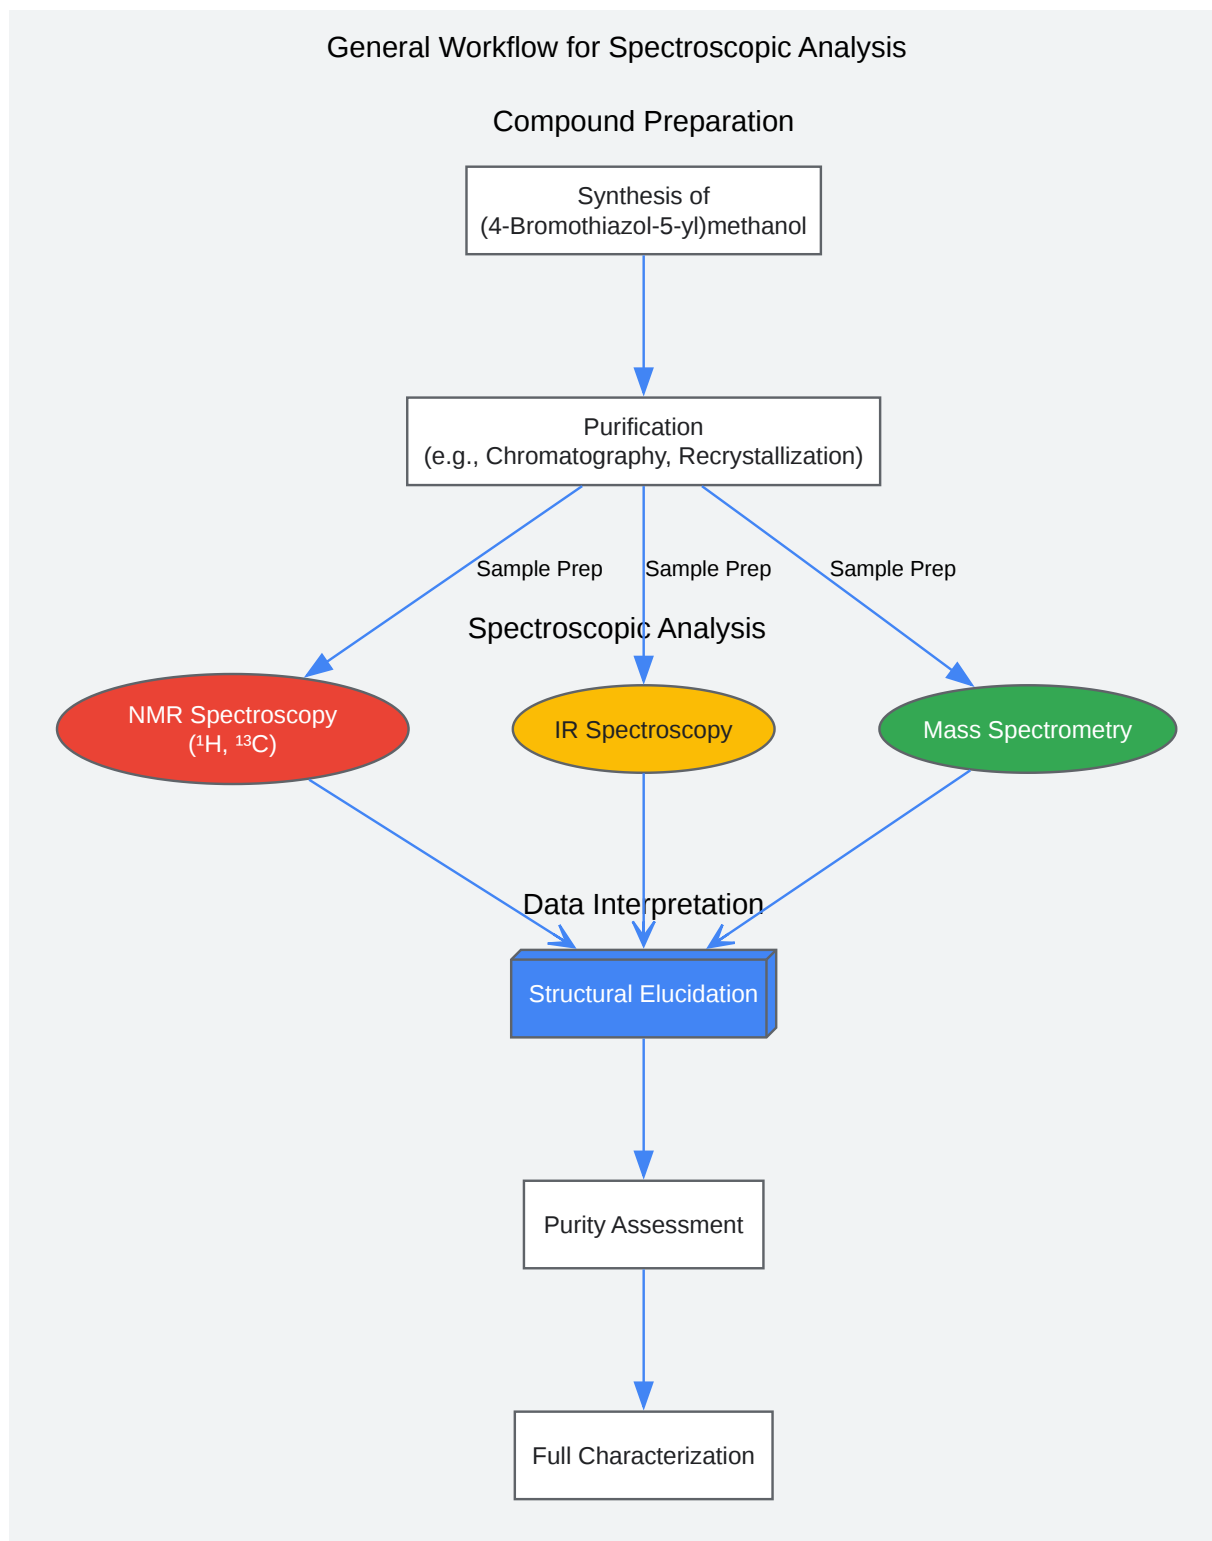 General Workflow for Spectroscopic Analysis
Compound Preparation
Synthesis of
(4-Bromothiazol-5-yl)methanol
Purification
(e.g., Chromatography, Recrystallization)
Sample Prep
Sample Prep
Sample Prep
Spectroscopic Analysis
NMR Spectroscopy
(¹H, ¹³C)
IR Spectroscopy
Mass Spectrometry
Data Interpretation
Structural Elucidation
Purity Assessment
Full Characterization